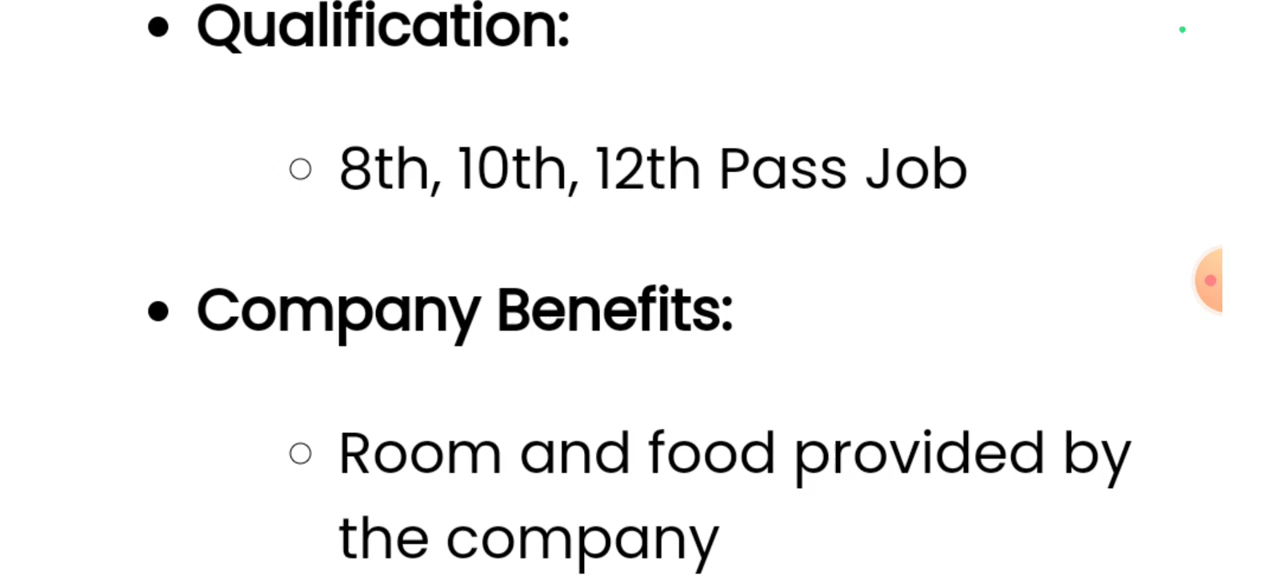 • Qualification:
○ 8th, 10th, 12th Pass Job
• Company Benefits:
○ Room and food provided by
the company